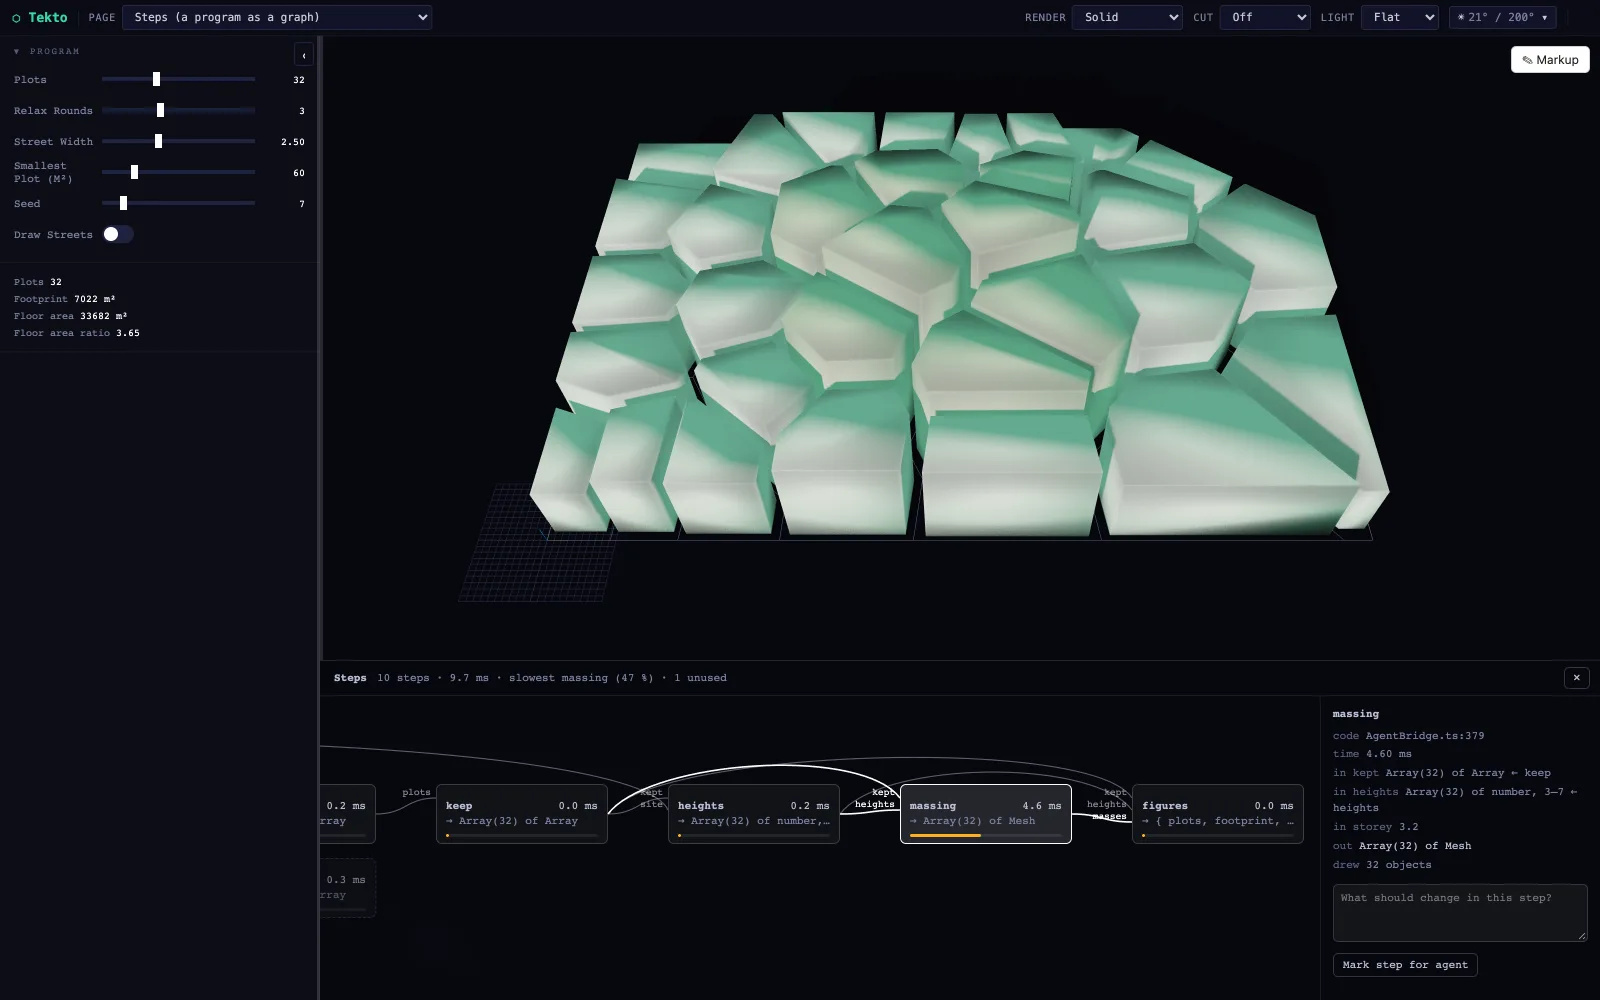 Tekto
PAGE
Steps (a program as a graph)
RENDER
Solid
CUT
Off
LIGHT
Flat
☀ 21° / 200° ▾
▼ PROGRAM
‹
Plots 32
Relax Rounds 3
Street Width 2.50
Smallest
Plot (M²) 60
Seed 7
Draw Streets
Plots 32
Footprint 7022 m²
Floor area 33682 m²
Floor area ratio 3.65
✎ Markup
Steps 10 steps · 9.7 ms · slowest massing (47 %) · 1 unused
×
0.2 ms
rray
plots
keep 0.0 ms
→ Array(32) of Array
kept
site
heights 0.2 ms
→ Array(32) of number,…
kept
heights
massing 4.6 ms
→ Array(32) of Mesh
kept
heights
masses
figures 0.0 ms
→ { plots, footprint, …
0.3 ms
rray
massing
code AgentBridge.ts:379
time 4.60 ms
in kept Array(32) of Array ← keep
in heights Array(32) of number, 3–7 ←
heights
in storey 3.2
out Array(32) of Mesh
drew 32 objects
What should change in this step?
Mark step for agent